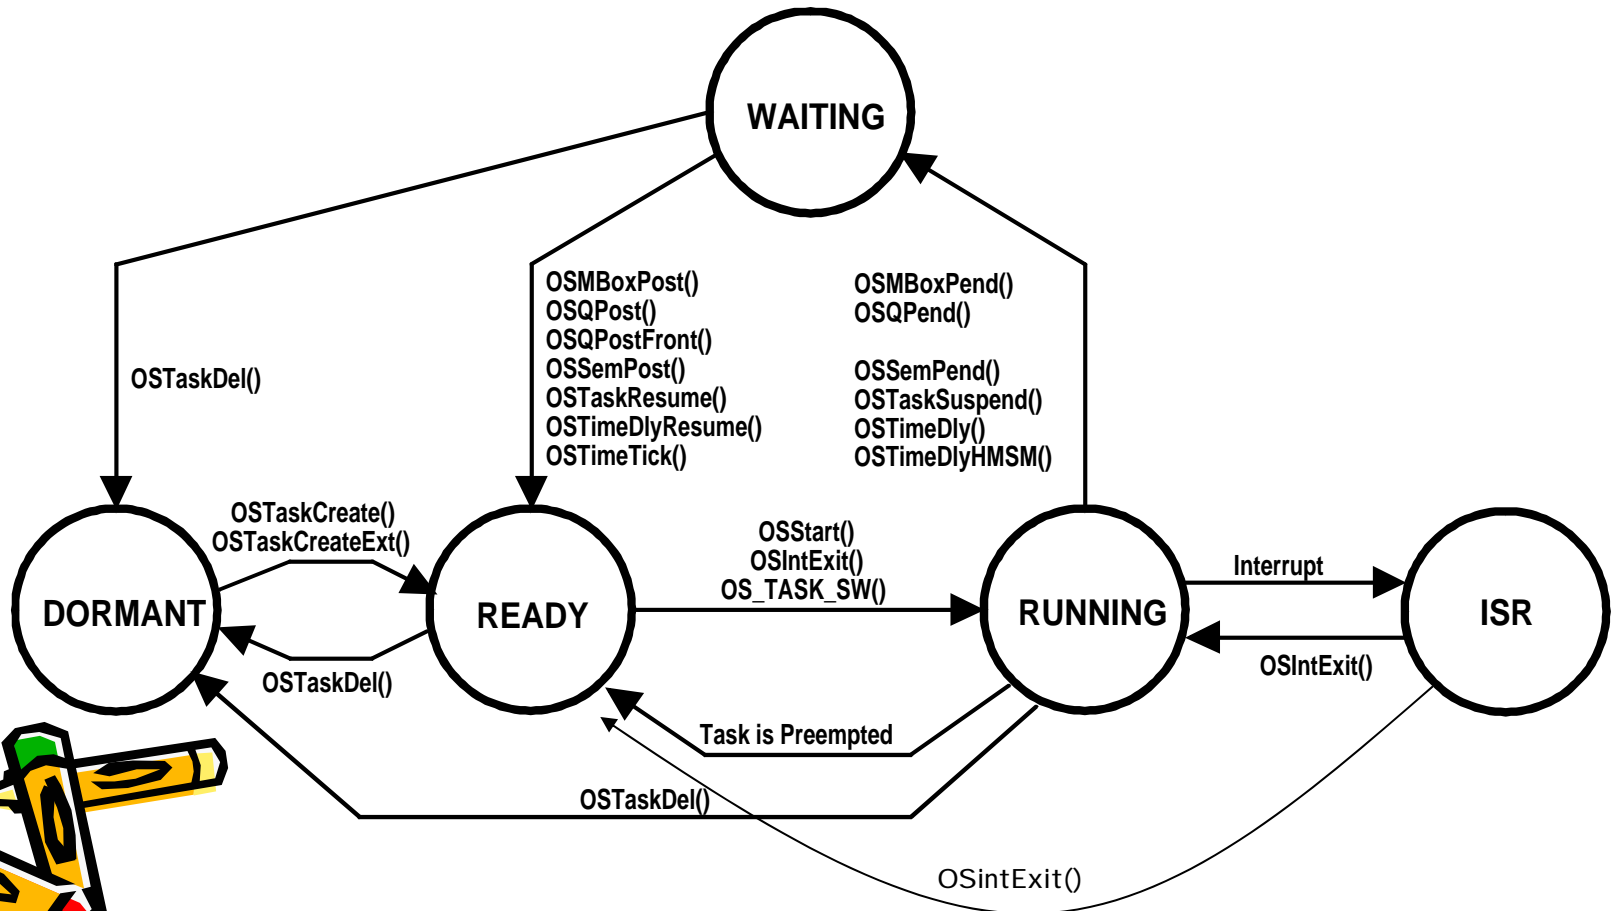 WAITING
OSMBoxPost()
OSQPost()
OSQPostFront()
OSSemPost()
OSTaskResume()
OSTimeDlyResume()
OSTimeTick()
OSMBoxPend()
OSQPend()
OSSemPend()
OSTaskSuspend()
OSTimeDly()
OSTimeDlyHMSM()
OSTaskDel()
OSTaskCreate()
OSTaskCreateExt()
OSStart()
OSIntExit()
OS_TASK_SW()
Interrupt
DORMANT
READY
RUNNING
ISR
OSTaskDel()
OSIntExit()
Task is Preempted
OSTaskDel()
OSintExit()